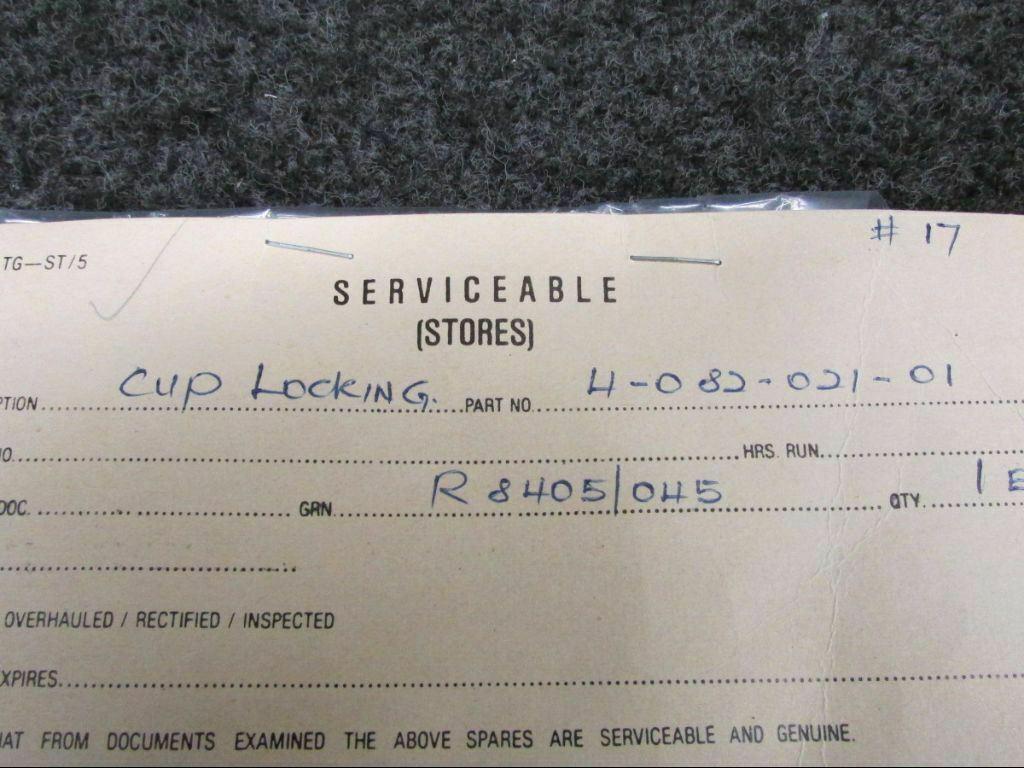 # 17
TG—ST/5
SERVICEABLE
(STORES)
PTION Cup Locking. PART NO. 4-082-021-01
O. HRS. RUN.
DOC. GRN R 8405/045 QTY. 1 E
OVERHAULED / RECTIFIED / INSPECTED
XPIRES
HAT FROM DOCUMENTS EXAMINED THE ABOVE SPARES ARE SERVICEABLE AND GENUINE.